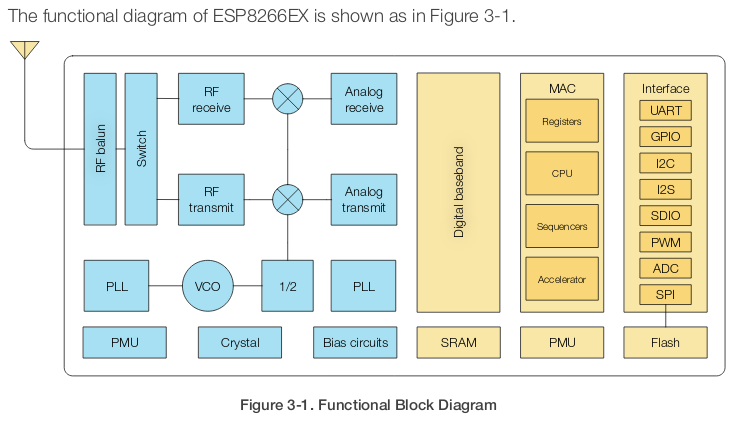 The functional diagram of ESP8266EX is shown as in Figure 3-1.
RF balun
Switch
RF
receive
Analog
receive
RF
transmit
Analog
transmit
PLL
VCO
1/2
PLL
PMU
Crystal
Bias circuits
Digital baseband
SRAM
MAC
Registers
CPU
Sequencers
Accelerator
PMU
Interface
UART
GPIO
I2C
I2S
SDIO
PWM
ADC
SPI
Flash
Figure 3-1. Functional Block Diagram